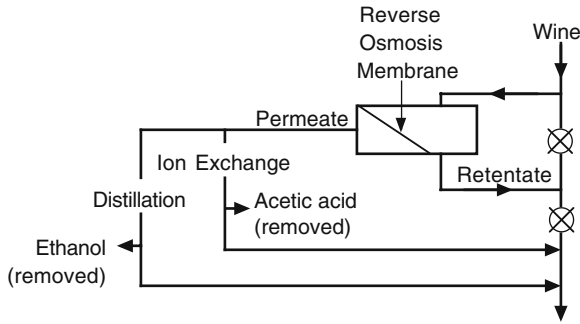 Reverse
Osmosis
Membrane
Wine
Permeate
Ion Exchange
Retentate
Distillation
Acetic acid
(removed)
Ethanol
(removed)